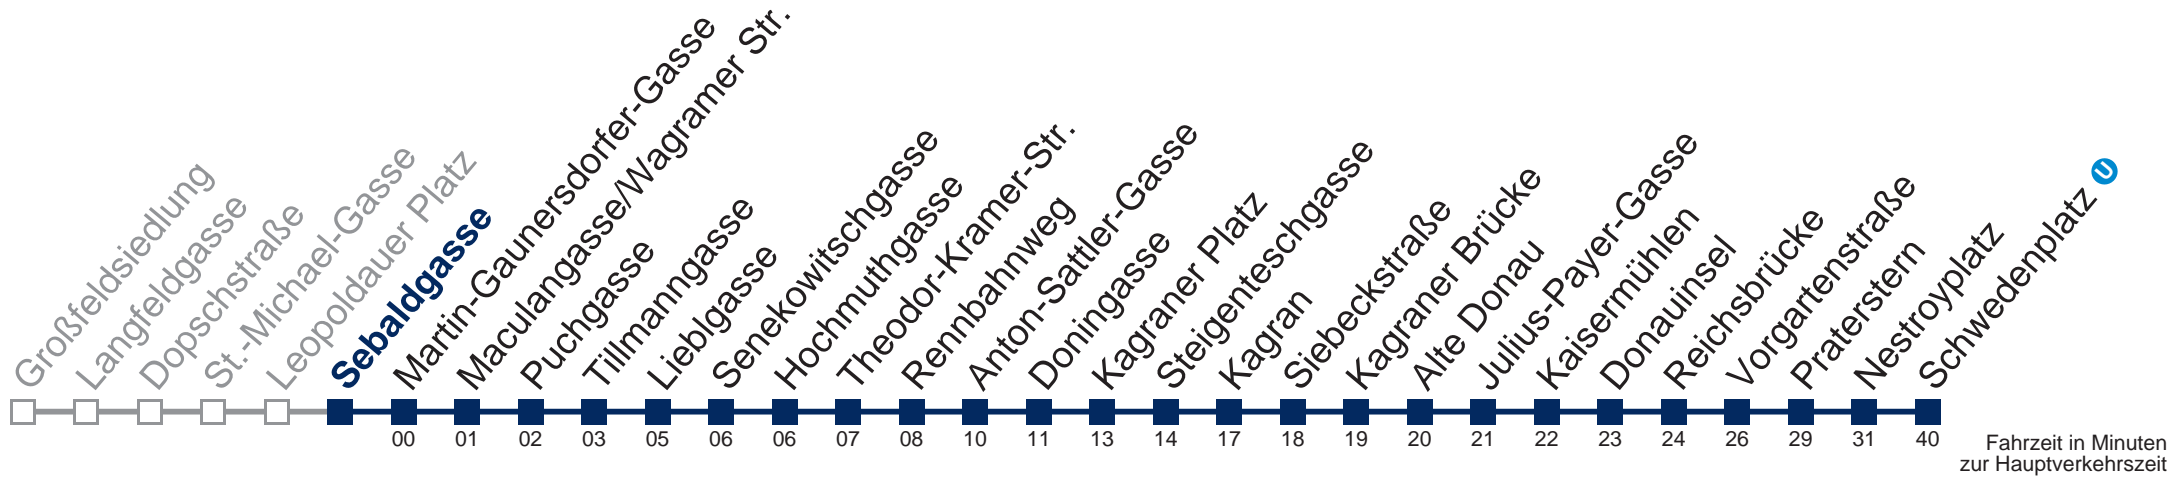 Großfeldsiedlung
Langfeldgasse
Dopschstraße
St.-Michael-Gasse
Leopoldauer Platz
Sebaldgasse
Martin-Gaunersdorfer-Gasse
Maculangasse/Wagramer Str.
Puchgasse
Tillmanngasse
Lieblgasse
Senekowitschgasse
Hochmuthgasse
Theodor-Kramer-Str.
Rennbahnweg
Anton-Sattler-Gasse
Doningasse
Kagraner Platz
Steigenteschgasse
Kagran
Siebeckstraße
Kagraner Brücke
Alte Donau
Julius-Payer-Gasse
Kaisermühlen
Donauinsel
Reichsbrücke
Vorgartenstraße
Praterstern
Nestroyplatz
Schwedenplatz U
00 01 02 03 05 06 06 07 08 10 11 13 14 17 18 19 20 21 22 23 24 26 29 31 40
Fahrzeit in Minuten
zur Hauptverkehrszeit